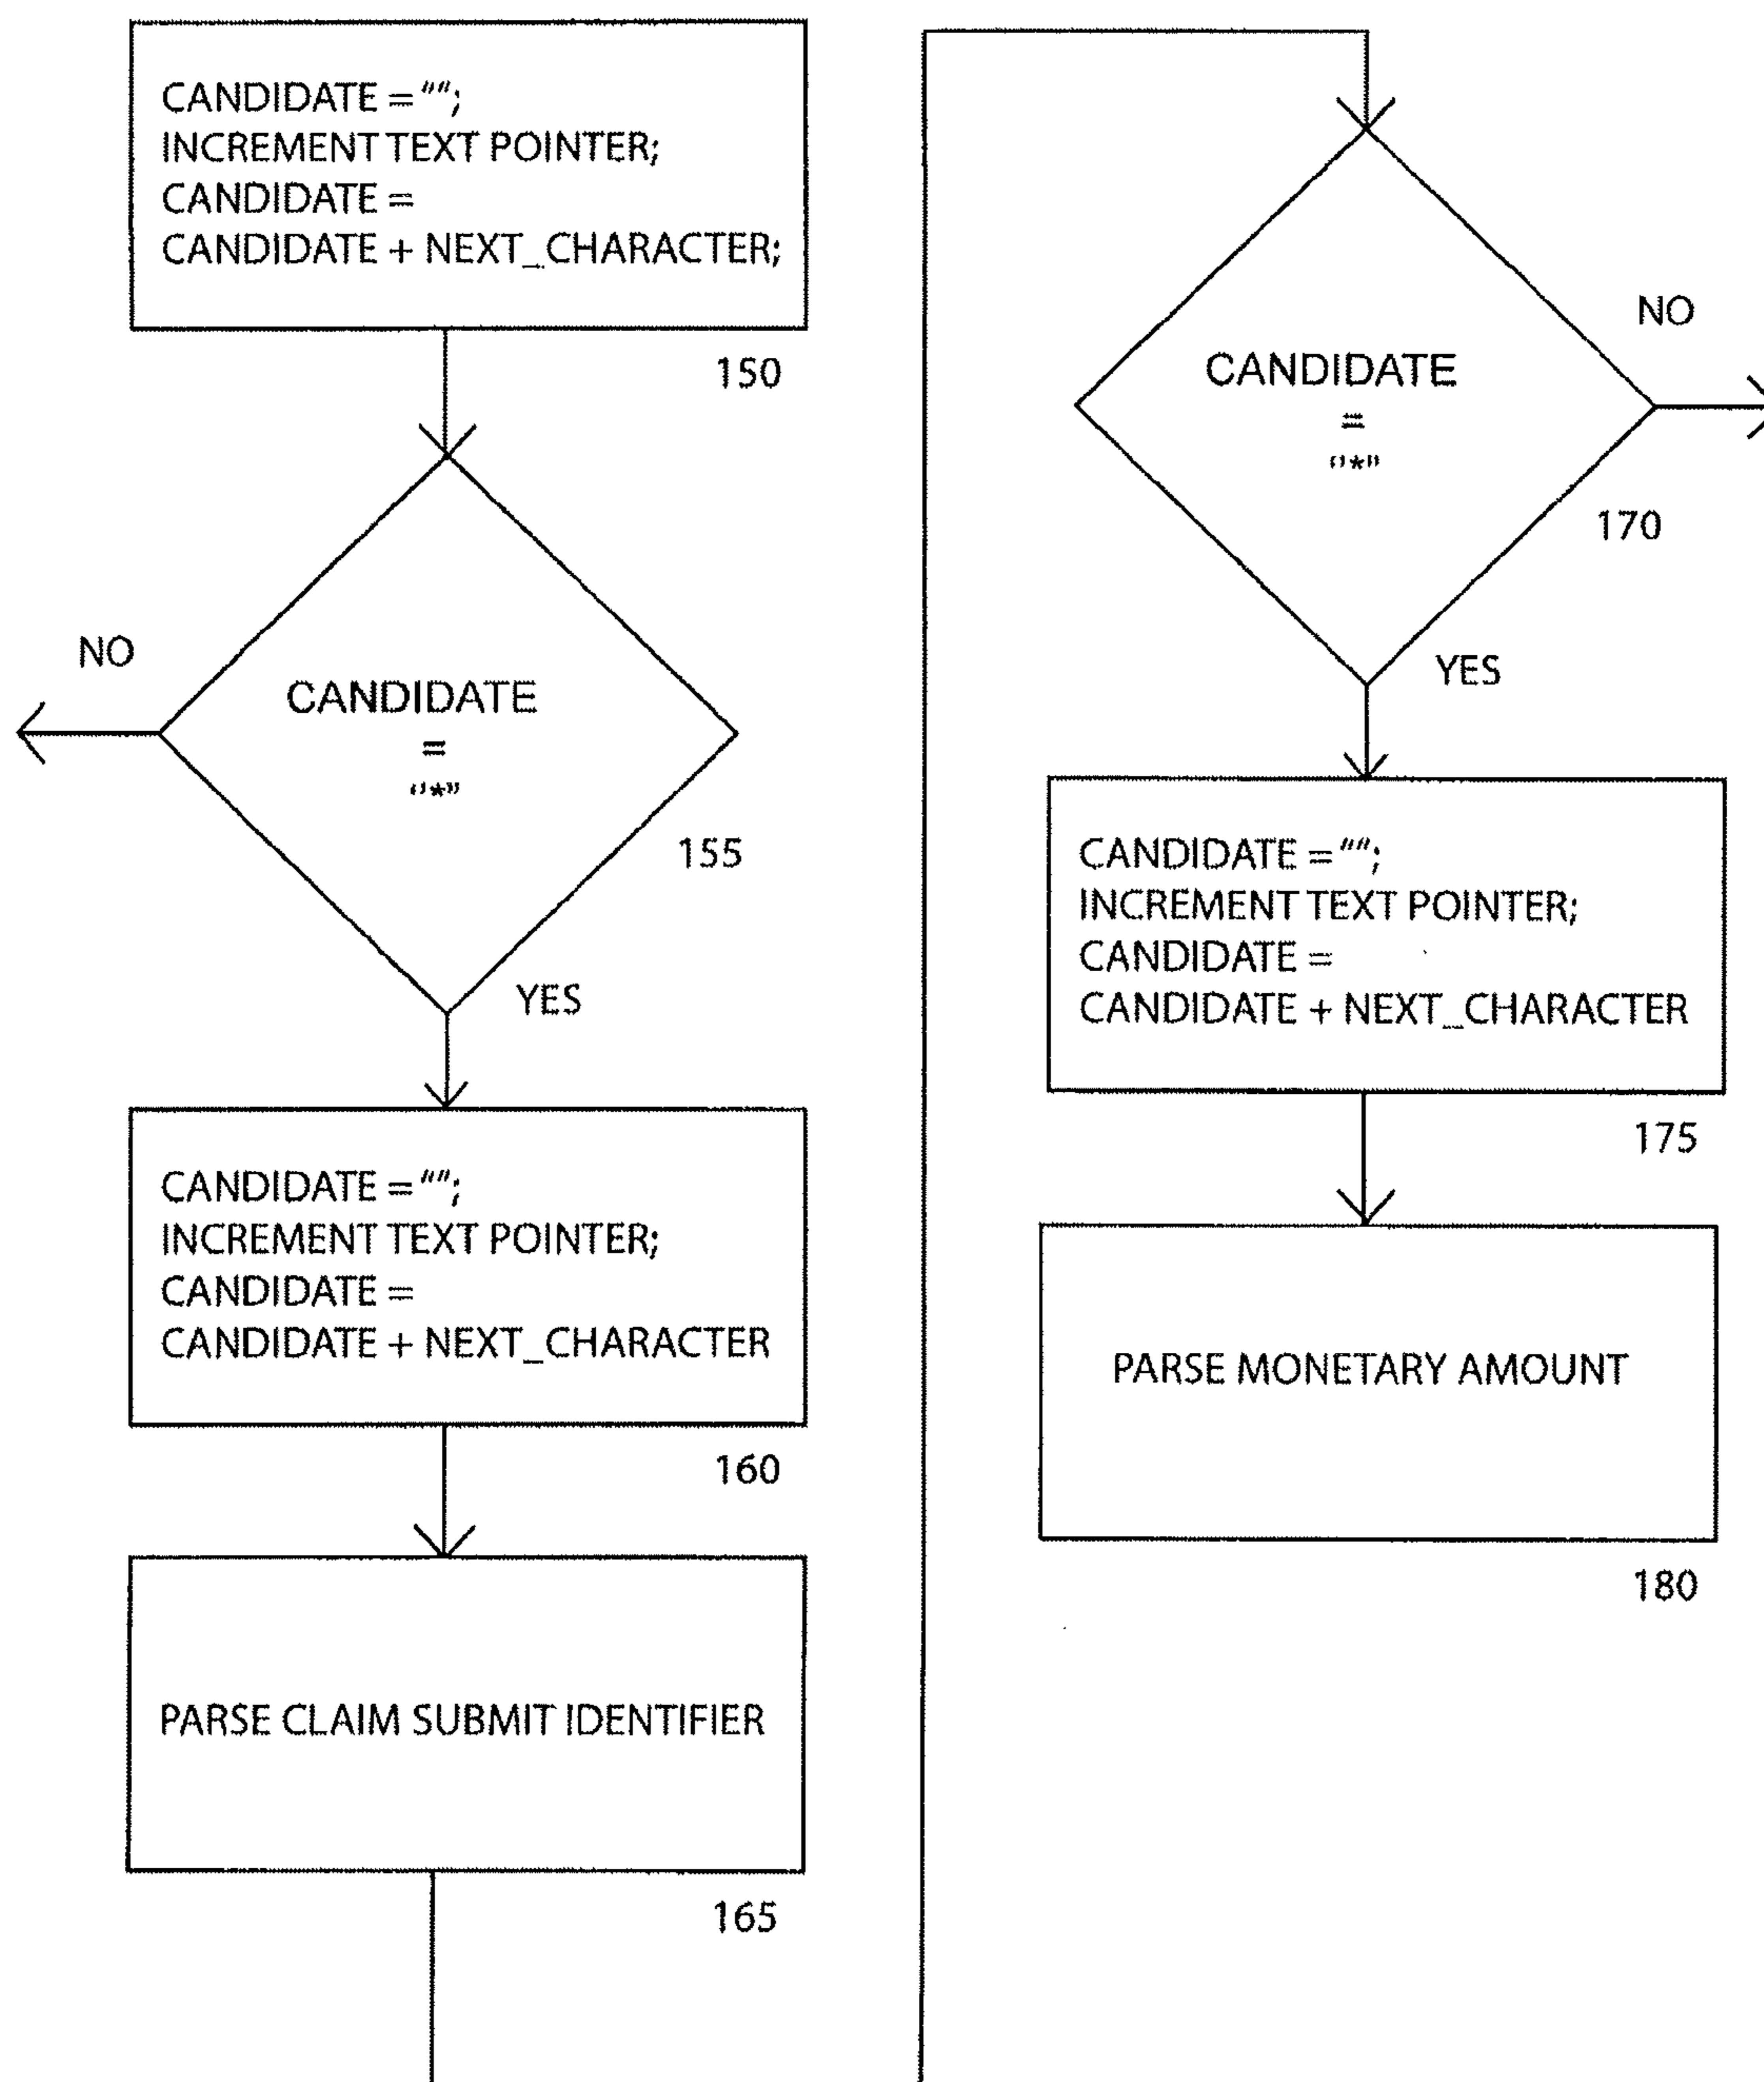 CANDIDATE = "";
INCREMENT TEXT POINTER;
CANDIDATE =
CANDIDATE + NEXT_CHARACTER;
150
NO
CANDIDATE
=
"*"
155
YES
CANDIDATE = "";
INCREMENT TEXT POINTER;
CANDIDATE =
CANDIDATE + NEXT_CHARACTER
160
PARSE CLAIM SUBMIT IDENTIFIER
165
NO
CANDIDATE
=
"*"
170
YES
CANDIDATE = "";
INCREMENT TEXT POINTER;
CANDIDATE =
CANDIDATE + NEXT_CHARACTER
175
PARSE MONETARY AMOUNT
180